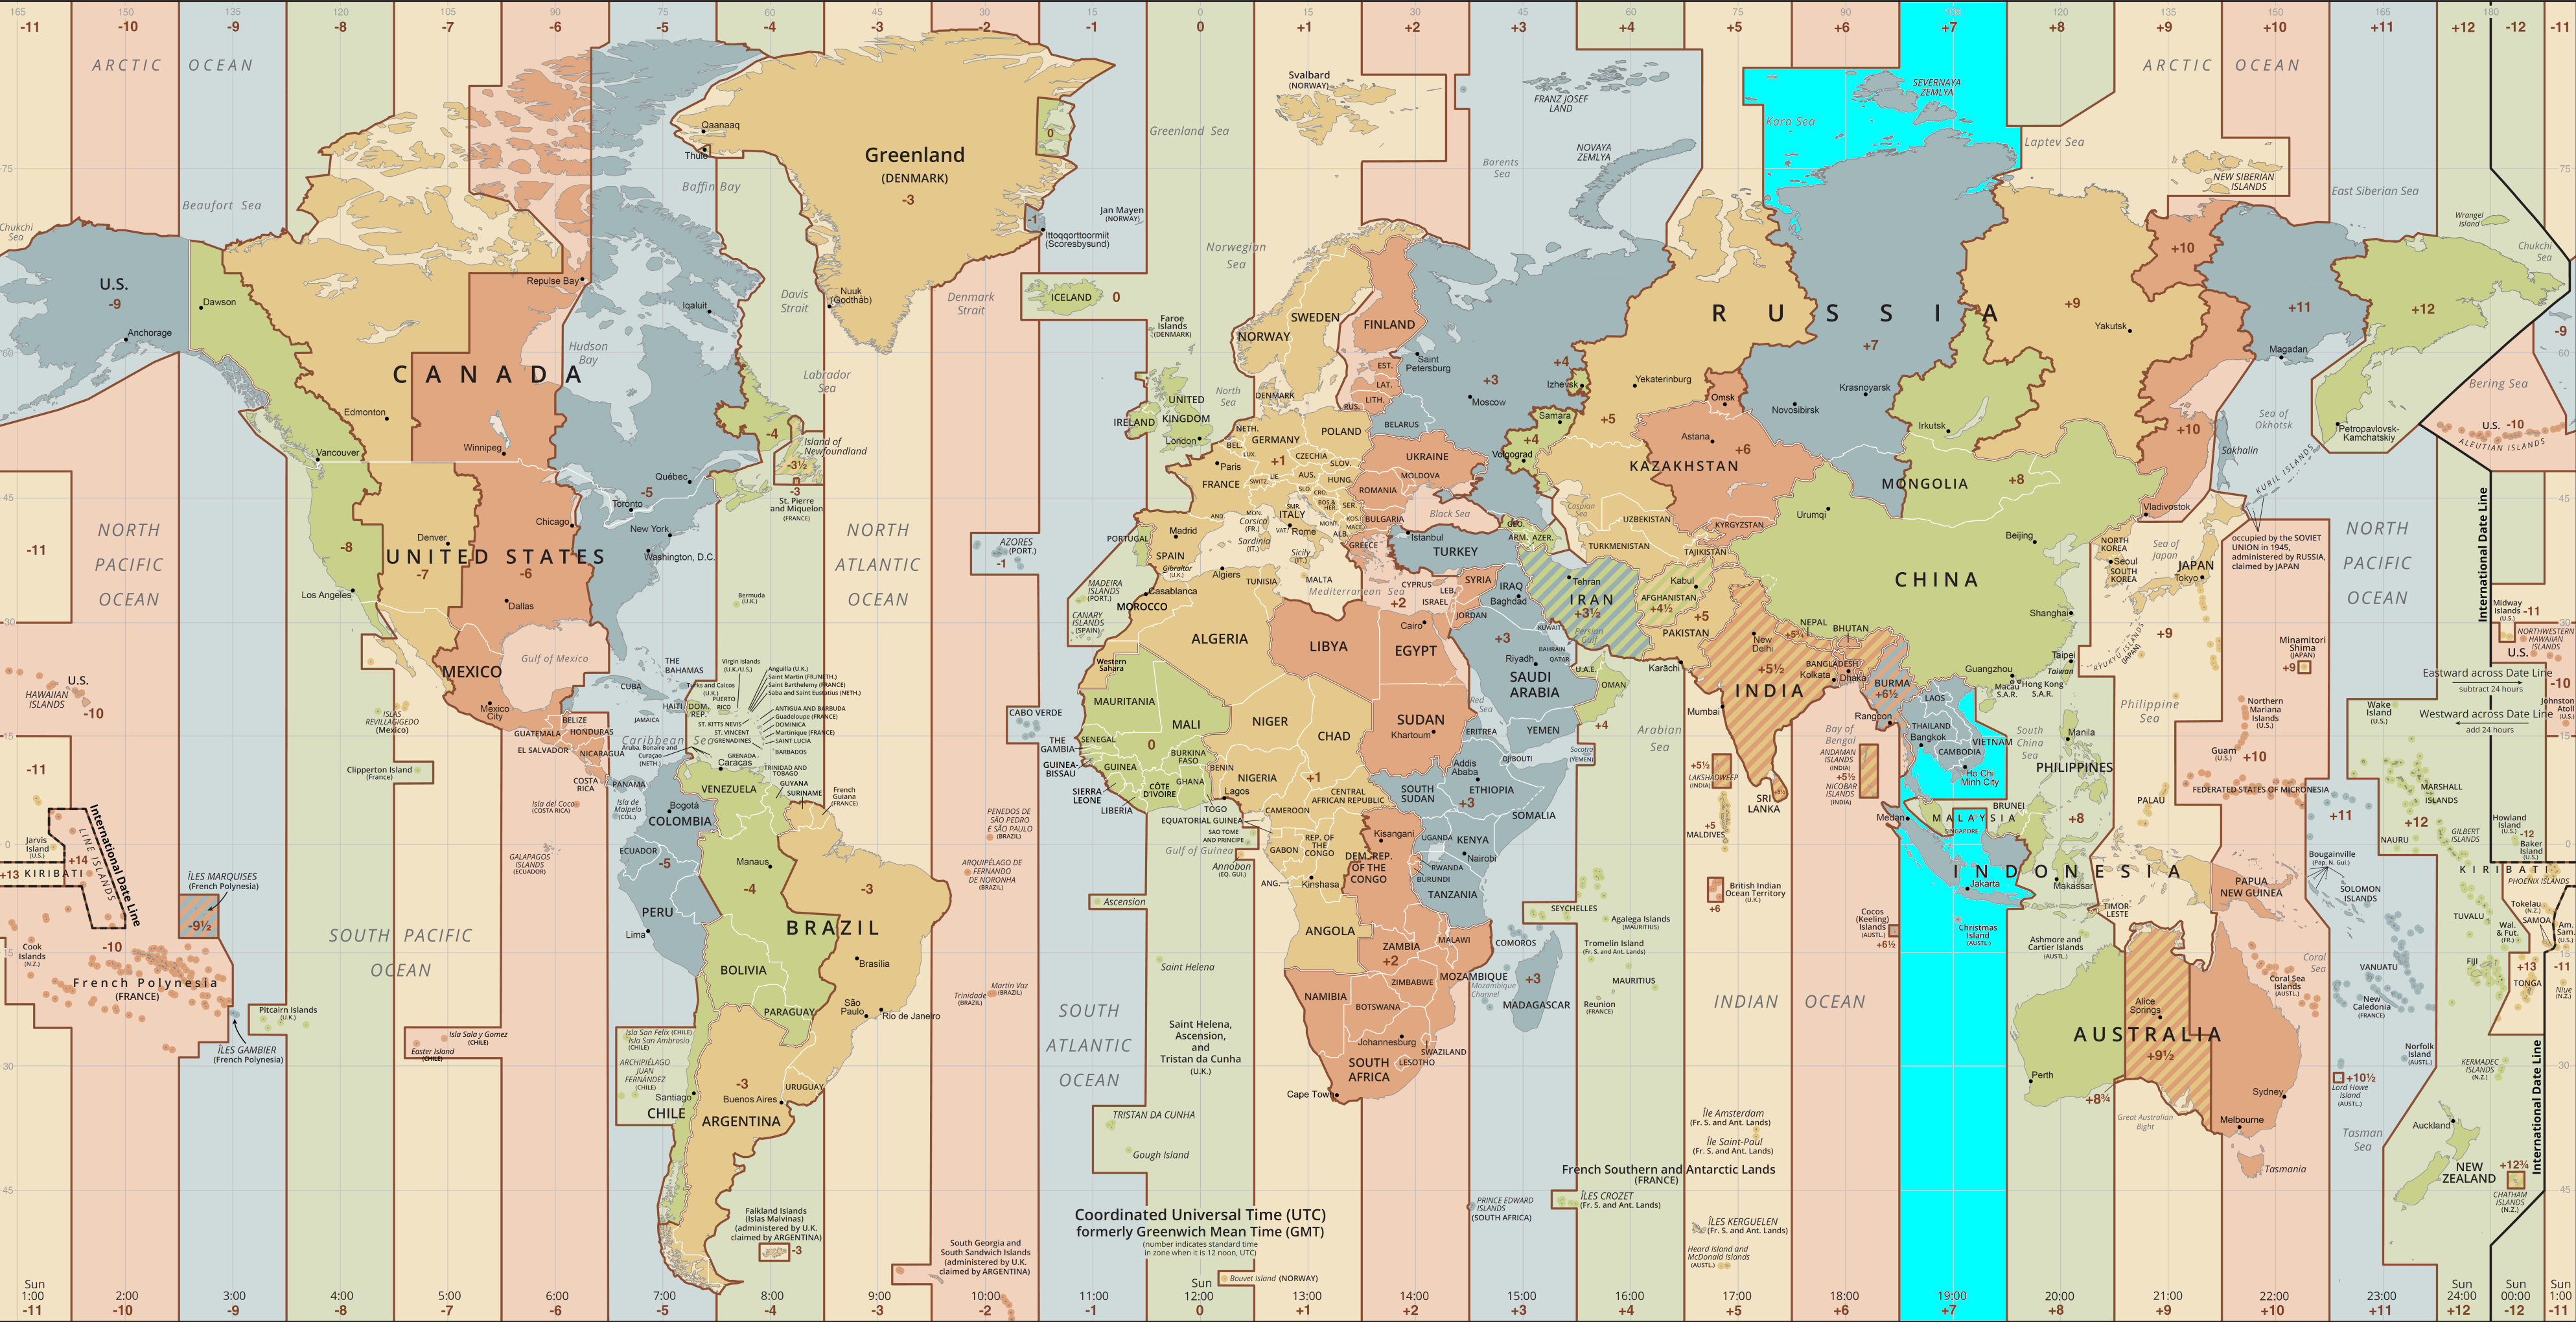 165 150 135 120 105 90 75 60 45 30 15 0 15 30 45 60 75 90 105 120 135 150 165 180
-11 -10 -9 -8 -7 -6 -5 -4 -3 -2 -1 0 +1 +2 +3 +4 +5 +6 +7 +8 +9 +10 +11 +12 -12 -11
ARCTIC OCEAN
ARCTIC OCEAN
Beaufort Sea
Chukchi
Sea
Baffin Bay
Qaanaaq
Thule
Greenland
(DENMARK)
-3
0
-1
Ittoqqortoormiit
(Scoresbysund)
Jan Mayen
(NORWAY)
Greenland Sea
Norwegian
Sea
Svalbard
(NORWAY)
FRANZ JOSEF
LAND
NOVAYA
ZEMLYA
Barents
Sea
Kara Sea
SEVERNAYA
ZEMLYA
Laptev Sea
NEW SIBERIAN
ISLANDS
East Siberian Sea
Wrangel
Island
Chukchi
Sea
75
75
U.S.
-9
Anchorage
Dawson
Repulse Bay
Iqaluit
Nuuk
(Godthåb)
Davis
Strait
Denmark
Strait
ICELAND
0
Faroe
Islands
(DENMARK)
CANADA
Hudson
Bay
Labrador
Sea
Edmonton
Winnipeg
Vancouver
-4
Island of
Newfoundland
-3½
-3
St. Pierre
and Miquelon
(FRANCE)
Québec
-5
Toronto
New York
Washington, D.C.
Chicago
Denver
UNITED STATES
-8
-7
-6
Los Angeles
Dallas
Gulf of Mexico
MEXICO
Mexico
City
NORTH
PACIFIC
OCEAN
-11
NORTH
ATLANTIC
OCEAN
Bermuda
(U.K.)
AZORES
(PORT.)
-1
MADEIRA
ISLANDS
(PORT.)
CANARY
ISLANDS
(SPAIN)
NORWAY
SWEDEN
FINLAND
EST.
LAT.
LITH.
RUS.
BELARUS
North
Sea
DENMARK
UNITED
KINGDOM
IRELAND
London
NETH.
BEL.
LUX.
GERMANY
POLAND
CZECHIA
SLOV.
AUS.
HUNG.
LIE.
SWITZ.
SLO.
CRO.
BOS.&
HER.
SER.
KOS.
MACE.
MONT.
ALB.
ROMANIA
BULGARIA
MOLDOVA
UKRAINE
Paris
FRANCE
+1
AND.
MON.
Corsica
(FR.)
SMR.
ITALY
VAT.
Rome
Sardinia
(IT.)
Sicily
(IT.)
Madrid
PORTUGAL
SPAIN
Gibraltar
(U.K.)
Algiers
TUNISIA
MALTA
GREECE
Black Sea
Istanbul
TURKEY
CYPRUS
Mediterranean Sea
Saint
Petersburg
+3
Moscow
+4
Izhevsk
Samara
+4
Volgograd
GEO.
ARM.
AZER.
Caspian
Sea
RUSSIA
Yekaterinburg
+5
Omsk
Novosibirsk
+7
Krasnoyarsk
Irkutsk
+9
Yakutsk
+10
+11
Magadan
+12
Petropavlovsk-
Kamchatskiy
+10
Sea of
Okhotsk
Sakhalin
KURIL ISLANDS
Vladivostok
Bering Sea
-9
U.S. -10
ALEUTIAN ISLANDS
60
60
45
45
Astana
+6
KAZAKHSTAN
UZBEKISTAN
KYRGYZSTAN
TURKMENISTAN
TAJIKISTAN
Urumqi
MONGOLIA
+8
Beijing
CHINA
Shanghai
Guangzhou
Macau
S.A.R.
Hong Kong
S.A.R.
Taipei
Taiwan
NORTH
KOREA
Seoul
SOUTH
KOREA
Sea of
Japan
JAPAN
Tokyo
+9
RYUKYU ISLANDS
(JAPAN)
occupied by the SOVIET
UNION in 1945,
administered by RUSSIA,
claimed by JAPAN
Minamitori
Shima
(JAPAN)
+9
NORTH
PACIFIC
OCEAN
International Date Line
Midway
Islands
(U.S.)
-11
NORTHWESTERN
HAWAIIAN
ISLANDS
U.S.
-10
Eastward across Date Line
subtract 24 hours
Westward across Date Line
add 24 hours
Johnston
Atoll
(U.S.)
30
30
SYRIA
LEB.
ISRAEL
JORDAN
IRAQ
Baghdad
KUWAIT
Tehran
IRAN
+3½
Persian
Gulf
BAHRAIN
QATAR
U.A.E.
OMAN
+4
Riyadh
SAUDI
ARABIA
+3
YEMEN
Red
Sea
Kabul
AFGHANISTAN
+4½
PAKISTAN
+5
Karāchi
New
Delhi
NEPAL
+5¾
BHUTAN
BANGLADESH
Dhaka
Kolkata
INDIA
+5½
Mumbai
BURMA
+6½
Rangoon
LAOS
THAILAND
Bangkok
VIETNAM
CAMBODIA
Ho Chi
Minh City
Arabian
Sea
Bay of
Bengal
ANDAMAN
ISLANDS
(INDIA)
+5½
NICOBAR
ISLANDS
(INDIA)
+5½
LAKSHADWEEP
(INDIA)
SRI
LANKA
+5
MALDIVES
South
China
Sea
Manila
PHILIPPINES
Philippine
Sea
Northern
Mariana
Islands
(U.S.)
Guam
(U.S.)
+10
Wake
Island
(U.S.)
Casablanca
MOROCCO
Western
Sahara
ALGERIA
LIBYA
Cairo
EGYPT
+2
MAURITANIA
MALI
0
NIGER
CHAD
SUDAN
Khartoum
ERITREA
Socotra
(YEMEN)
DJIBOUTI
CABO VERDE
SENEGAL
THE
GAMBIA
GUINEA-
BISSAU
GUINEA
SIERRA
LEONE
LIBERIA
BURKINA
FASO
CÔTE
D'IVOIRE
GHANA
BENIN
TOGO
NIGERIA
Lagos
+1
CAMEROON
CENTRAL
AFRICAN REPUBLIC
SOUTH
SUDAN
Addis
Ababa
ETHIOPIA
+3
SOMALIA
EQUATORIAL GUINEA
SAO TOME
AND PRINCIPE
Gulf of Guinea
Annobon
(EQ. GUI.)
GABON
REP. OF
THE
CONGO
Kisangani
DEM. REP.
OF THE
CONGO
ANG.
Kinshasa
UGANDA
KENYA
Nairobi
RWANDA
BURUNDI
TANZANIA
ANGOLA
ZAMBIA
+2
MALAWI
MOZAMBIQUE
Mozambique
Channel
ZIMBABWE
NAMIBIA
BOTSWANA
Johannesburg
SWAZILAND
LESOTHO
SOUTH
AFRICA
Cape Town
COMOROS
+3
MADAGASCAR
SEYCHELLES
Agalega Islands
(MAURITIUS)
Tromelin Island
(Fr. S. and Ant. Lands)
MAURITIUS
Reunion
(FRANCE)
British Indian
Ocean Territory
(U.K.)
+6
INDIAN OCEAN
Cocos
(Keeling)
Islands
(AUSTL.)
+6½
Christmas
Island
(AUSTL.)
Medan
MALAYSIA
SINGAPORE
BRUNEI
INDONESIA
Jakarta
Makassar
TIMOR-
LESTE
Ashmore and
Cartier Islands
(AUSTL.)
+8
PALAU
FEDERATED STATES OF MICRONESIA
MARSHALL
ISLANDS
+11
+12
NAURU
GILBERT
ISLANDS
Howland
Island
(U.S.)
-12
Baker
Island
(U.S.)
KIRIBATI
PHOENIX ISLANDS
PAPUA
NEW GUINEA
Bougainville
(Pap. N. Gui.)
SOLOMON
ISLANDS
TUVALU
Tokelau
(N.Z.)
SAMOA
Wal.
& Fut.
(FR.)
Am.
Sam.
(U.S.)
FIJI
+13
TONGA
-11
Niue
(N.Z.)
Coral
Sea
Coral Sea
Islands
(AUSTL.)
VANUATU
New
Caledonia
(FRANCE)
Norfolk
Island
(AUSTL.)
KERMADEC
ISLANDS
(N.Z.)
AUSTRALIA
Alice
Springs
+9½
Perth
+8¾
Great Australian
Bight
Sydney
Melbourne
Tasmania
+10½
Lord Howe
Island
(AUSTL.)
Tasman
Sea
Auckland
NEW
ZEALAND
+12¾
CHATHAM
ISLANDS
(N.Z.)
International Date Line
U.S.
HAWAIIAN
ISLANDS
-10
ISLAS
REVILLAGIGEDO
(Mexico)
Clipperton Island
(France)
-11
Jarvis
Island
(U.S.)
LINE ISLANDS
+14
+13
KIRIBATI
International Date Line
ÎLES MARQUISES
(French Polynesia)
-9½
Cook
Islands
(N.Z.)
-10
French Polynesia
(FRANCE)
ÎLES GAMBIER
(French Polynesia)
Pitcairn Islands
(U.K.)
SOUTH PACIFIC
OCEAN
Isla Sala y Gomez
(CHILE)
Easter Island
(CHILE)
THE
BAHAMAS
CUBA
JAMAICA
HAITI
DOM.
REP.
Turks and Caicos
(U.K.)
Virgin Islands
(U.K./U.S.)
PUERTO
RICO
Anguilla (U.K.)
Saint Martin (FR./NETH.)
Saint Barthelemy (FRANCE)
Saba and Saint Eustatius (NETH.)
ANTIGUA AND BARBUDA
Guadeloupe (FRANCE)
DOMINICA
Martinique (FRANCE)
SAINT LUCIA
BARBADOS
ST. KITTS NEVIS
ST. VINCENT
GRENADINES
GRENADA
TRINIDAD AND
TOBAGO
Caribbean Sea
Aruba, Bonaire and
Curaçao
(NETH.)
BELIZE
GUATEMALA
HONDURAS
EL SALVADOR
NICARAGUA
COSTA
RICA
PANAMA
Isla del Coco
(COSTA RICA)
Isla de
Malpelo
(COL.)
GALAPAGOS
ISLANDS
(ECUADOR)
Caracas
VENEZUELA
GUYANA
SURINAME
French
Guiana
(FRANCE)
Bogotá
COLOMBIA
ECUADOR
-5
PERU
Lima
Manaus
-4
-3
BRAZIL
Brasília
BOLIVIA
PARAGUAY
São
Paulo
Rio de Janeiro
Isla San Felix (CHILE)
Isla San Ambrosio
(CHILE)
ARCHIPIÉLAGO
JUAN
FERNÁNDEZ
(CHILE)
Santiago
CHILE
-3
URUGUAY
Buenos Aires
ARGENTINA
Falkland Islands
(Islas Malvinas)
(administered by U.K.
claimed by ARGENTINA)
-3
South Georgia and
South Sandwich Islands
(administered by U.K.
claimed by ARGENTINA)
PENEDOS DE
SÃO PEDRO
E SÃO PAULO
(BRAZIL)
ARQUIPÉLAGO DE
FERNANDO
DE NORONHA
(BRAZIL)
Martin Vaz
(BRAZIL)
Trinidade
(BRAZIL)
Ascension
Saint Helena
SOUTH
ATLANTIC
OCEAN
Saint Helena,
Ascension,
and
Tristan da Cunha
(U.K.)
TRISTAN DA CUNHA
Gough Island
Coordinated Universal Time (UTC)
formerly Greenwich Mean Time (GMT)
(number indicates standard time
in zone when it is 12 noon, UTC)
Bouvet Island (NORWAY)
PRINCE EDWARD
ISLANDS
(SOUTH AFRICA)
Île Amsterdam
(Fr. S. and Ant. Lands)
Île Saint-Paul
(Fr. S. and Ant. Lands)
French Southern and Antarctic Lands
(FRANCE)
ÎLES CROZET
(Fr. S. and Ant. Lands)
ÎLES KERGUELEN
(Fr. S. and Ant. Lands)
Heard Island and
McDonald Islands
(AUSTL.)
15
15
0
0
15
15
30
30
45
45
Sun Sun Sun Sun Sun
1:00 2:00 3:00 4:00 5:00 6:00 7:00 8:00 9:00 10:00 11:00 12:00 13:00 14:00 15:00 16:00 17:00 18:00 19:00 20:00 21:00 22:00 23:00 24:00 00:00 1:00
-11 -10 -9 -8 -7 -6 -5 -4 -3 -2 -1 0 +1 +2 +3 +4 +5 +6 +7 +8 +9 +10 +11 +12 -12 -11